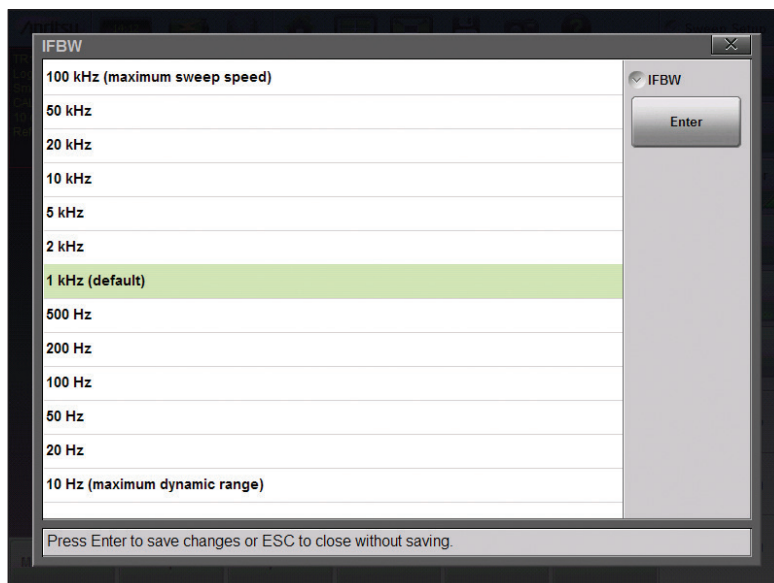 Anritsu
IFBW
100 kHz (maximum sweep speed)
50 kHz
20 kHz
10 kHz
5 kHz
2 kHz
1 kHz (default)
500 Hz
200 Hz
100 Hz
50 Hz
20 Hz
10 Hz (maximum dynamic range)
IFBW
Enter
Press Enter to save changes or ESC to close without saving.